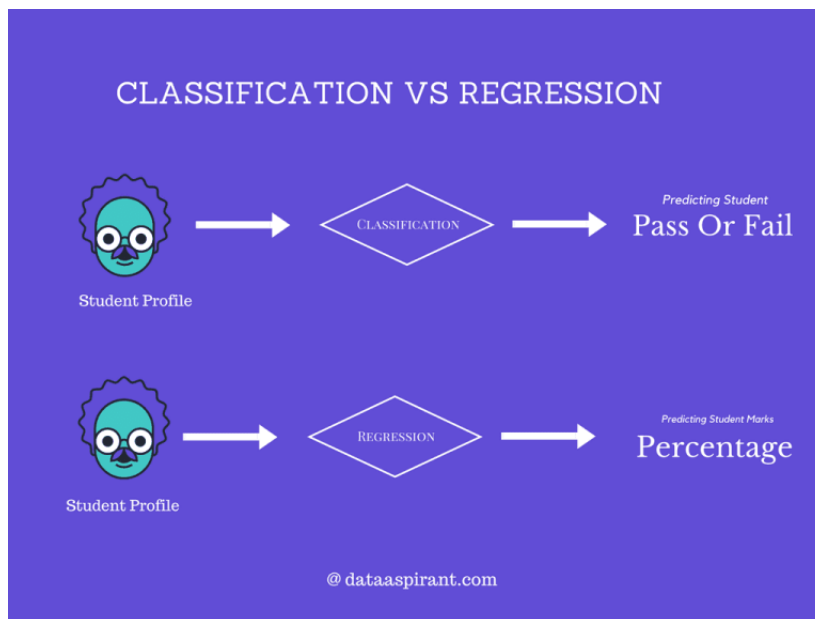 CLASSIFICATION VS REGRESSION
Student Profile
CLASSIFICATION
Predicting Student
Pass Or Fail
Student Profile
REGRESSION
Predicting Student Marks
Percentage
@ dataaspirant.com